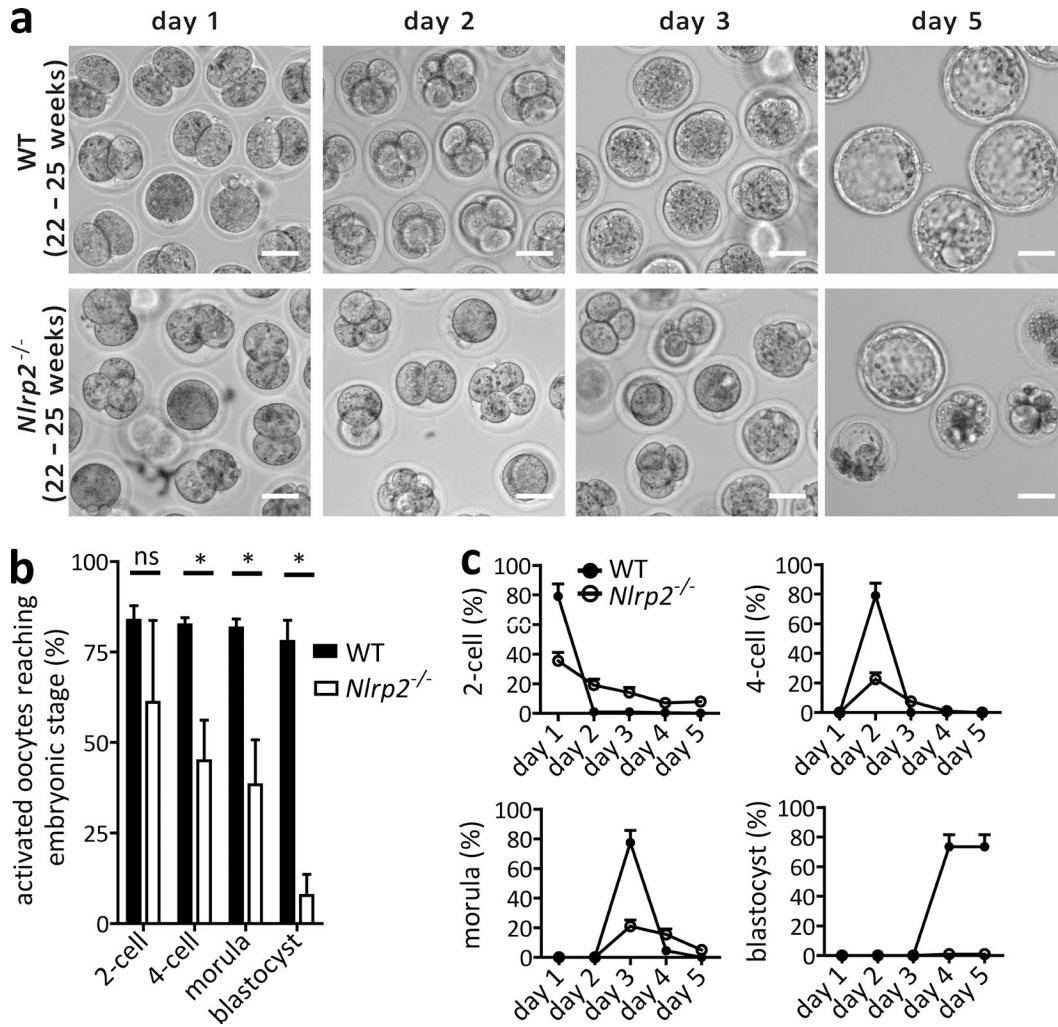 a
day 1
day 2
day 3
day 5
WT
(22 – 25 weeks)
Nlrp2-/-
(22 – 25 weeks)
b
activated oocytes reaching
embryonic stage (%)
100
75
50
25
0
ns
*
*
*
WT
Nlrp2-/-
2-cell
4-cell
morula
blastocyst
c
WT
Nlrp2-/-
2-cell (%)
100
80
60
40
20
0
day 1
day 2
day 3
day 4
day 5
4-cell (%)
100
80
60
40
20
0
day 1
day 2
day 3
day 4
day 5
morula (%)
100
80
60
40
20
0
day 1
day 2
day 3
day 4
day 5
blastocyst (%)
100
80
60
40
20
0
day 1
day 2
day 3
day 4
day 5